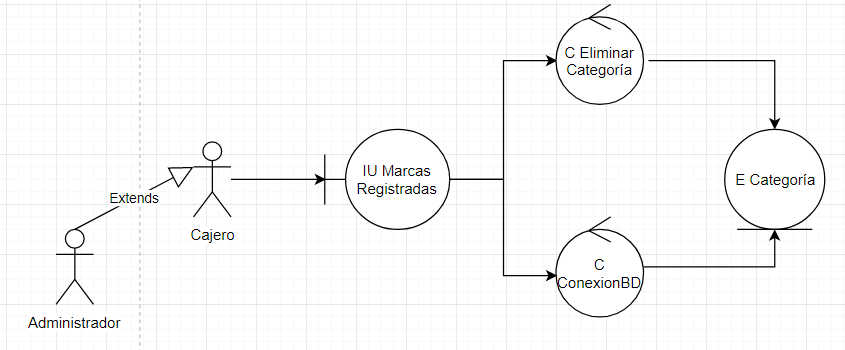 C Eliminar
Categoría
IU Marcas
Registradas
E Categoría
Extends
Cajero
C
ConexionBD
Administrador